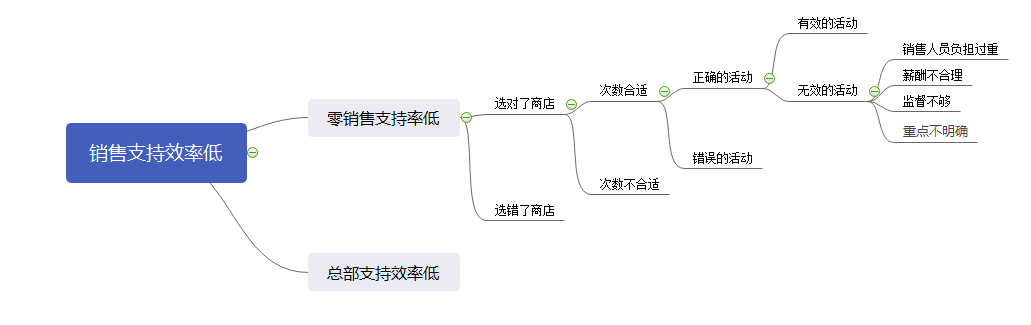 销售支持效率低
零销售支持率低
选对了商店
次数合适
正确的活动
有效的活动
无效的活动
销售人员负担过重
薪酬不合理
监督不够
重点不明确
错误的活动
次数不合适
选错了商店
总部支持效率低